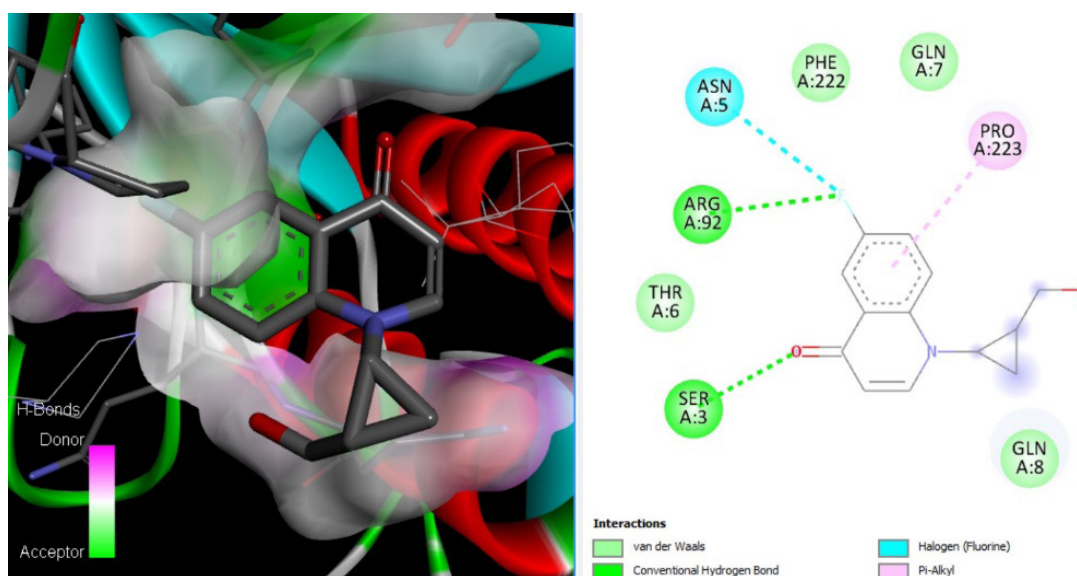 H-Bonds
Donor
Acceptor
PHE
A:222
GLN
A:7
ASN
A:5
PRO
A:223
ARG
A:92
F
THR
A:6
O
N
SER
A:3
GLN
A:8
Interactions
van der Waals
Conventional Hydrogen Bond
Halogen (Fluorine)
Pi-Alkyl